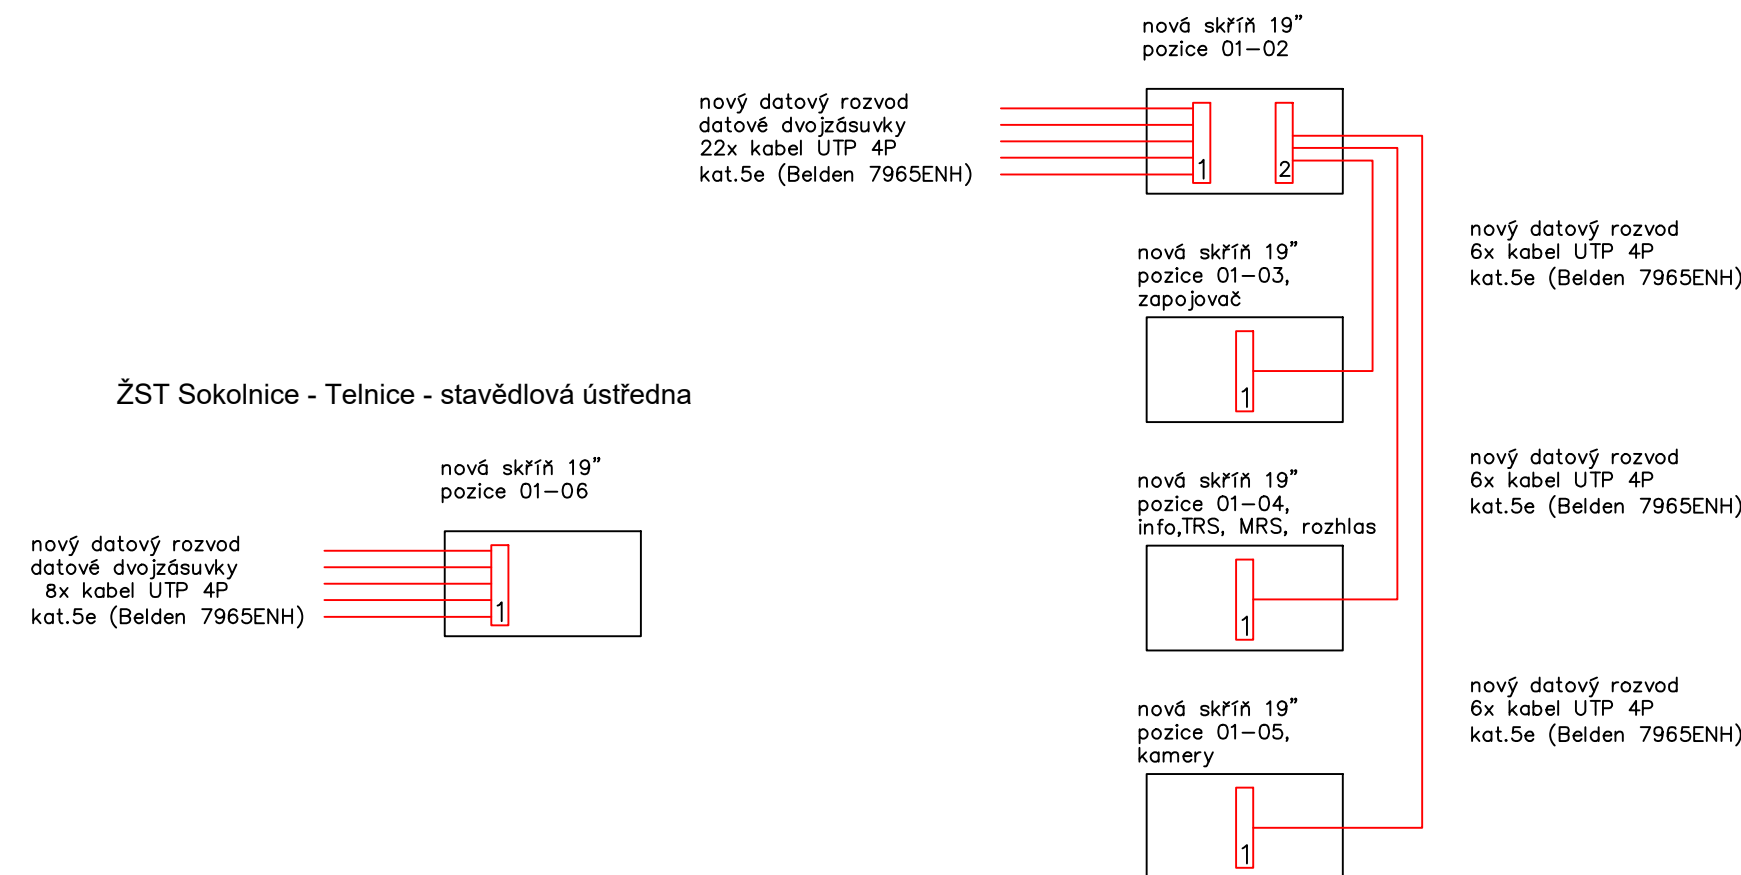 nová skříň 19”
pozice 01–02
nový datový rozvod
datové dvojzásuvky
22x kabel UTP 4P
kat.5e (Belden 7965ENH)
1
2
nový datový rozvod
6x kabel UTP 4P
kat.5e (Belden 7965ENH)
nová skříň 19”
pozice 01–03,
zapojovač
1
ŽST Sokolnice - Telnice - stavědlová ústředna
nová skříň 19”
pozice 01–06
nový datový rozvod
datové dvojzásuvky
8x kabel UTP 4P
kat.5e (Belden 7965ENH)
1
nový datový rozvod
6x kabel UTP 4P
kat.5e (Belden 7965ENH)
nová skříň 19”
pozice 01–04,
info,TRS, MRS, rozhlas
1
nový datový rozvod
6x kabel UTP 4P
kat.5e (Belden 7965ENH)
nová skříň 19”
pozice 01–05,
kamery
1